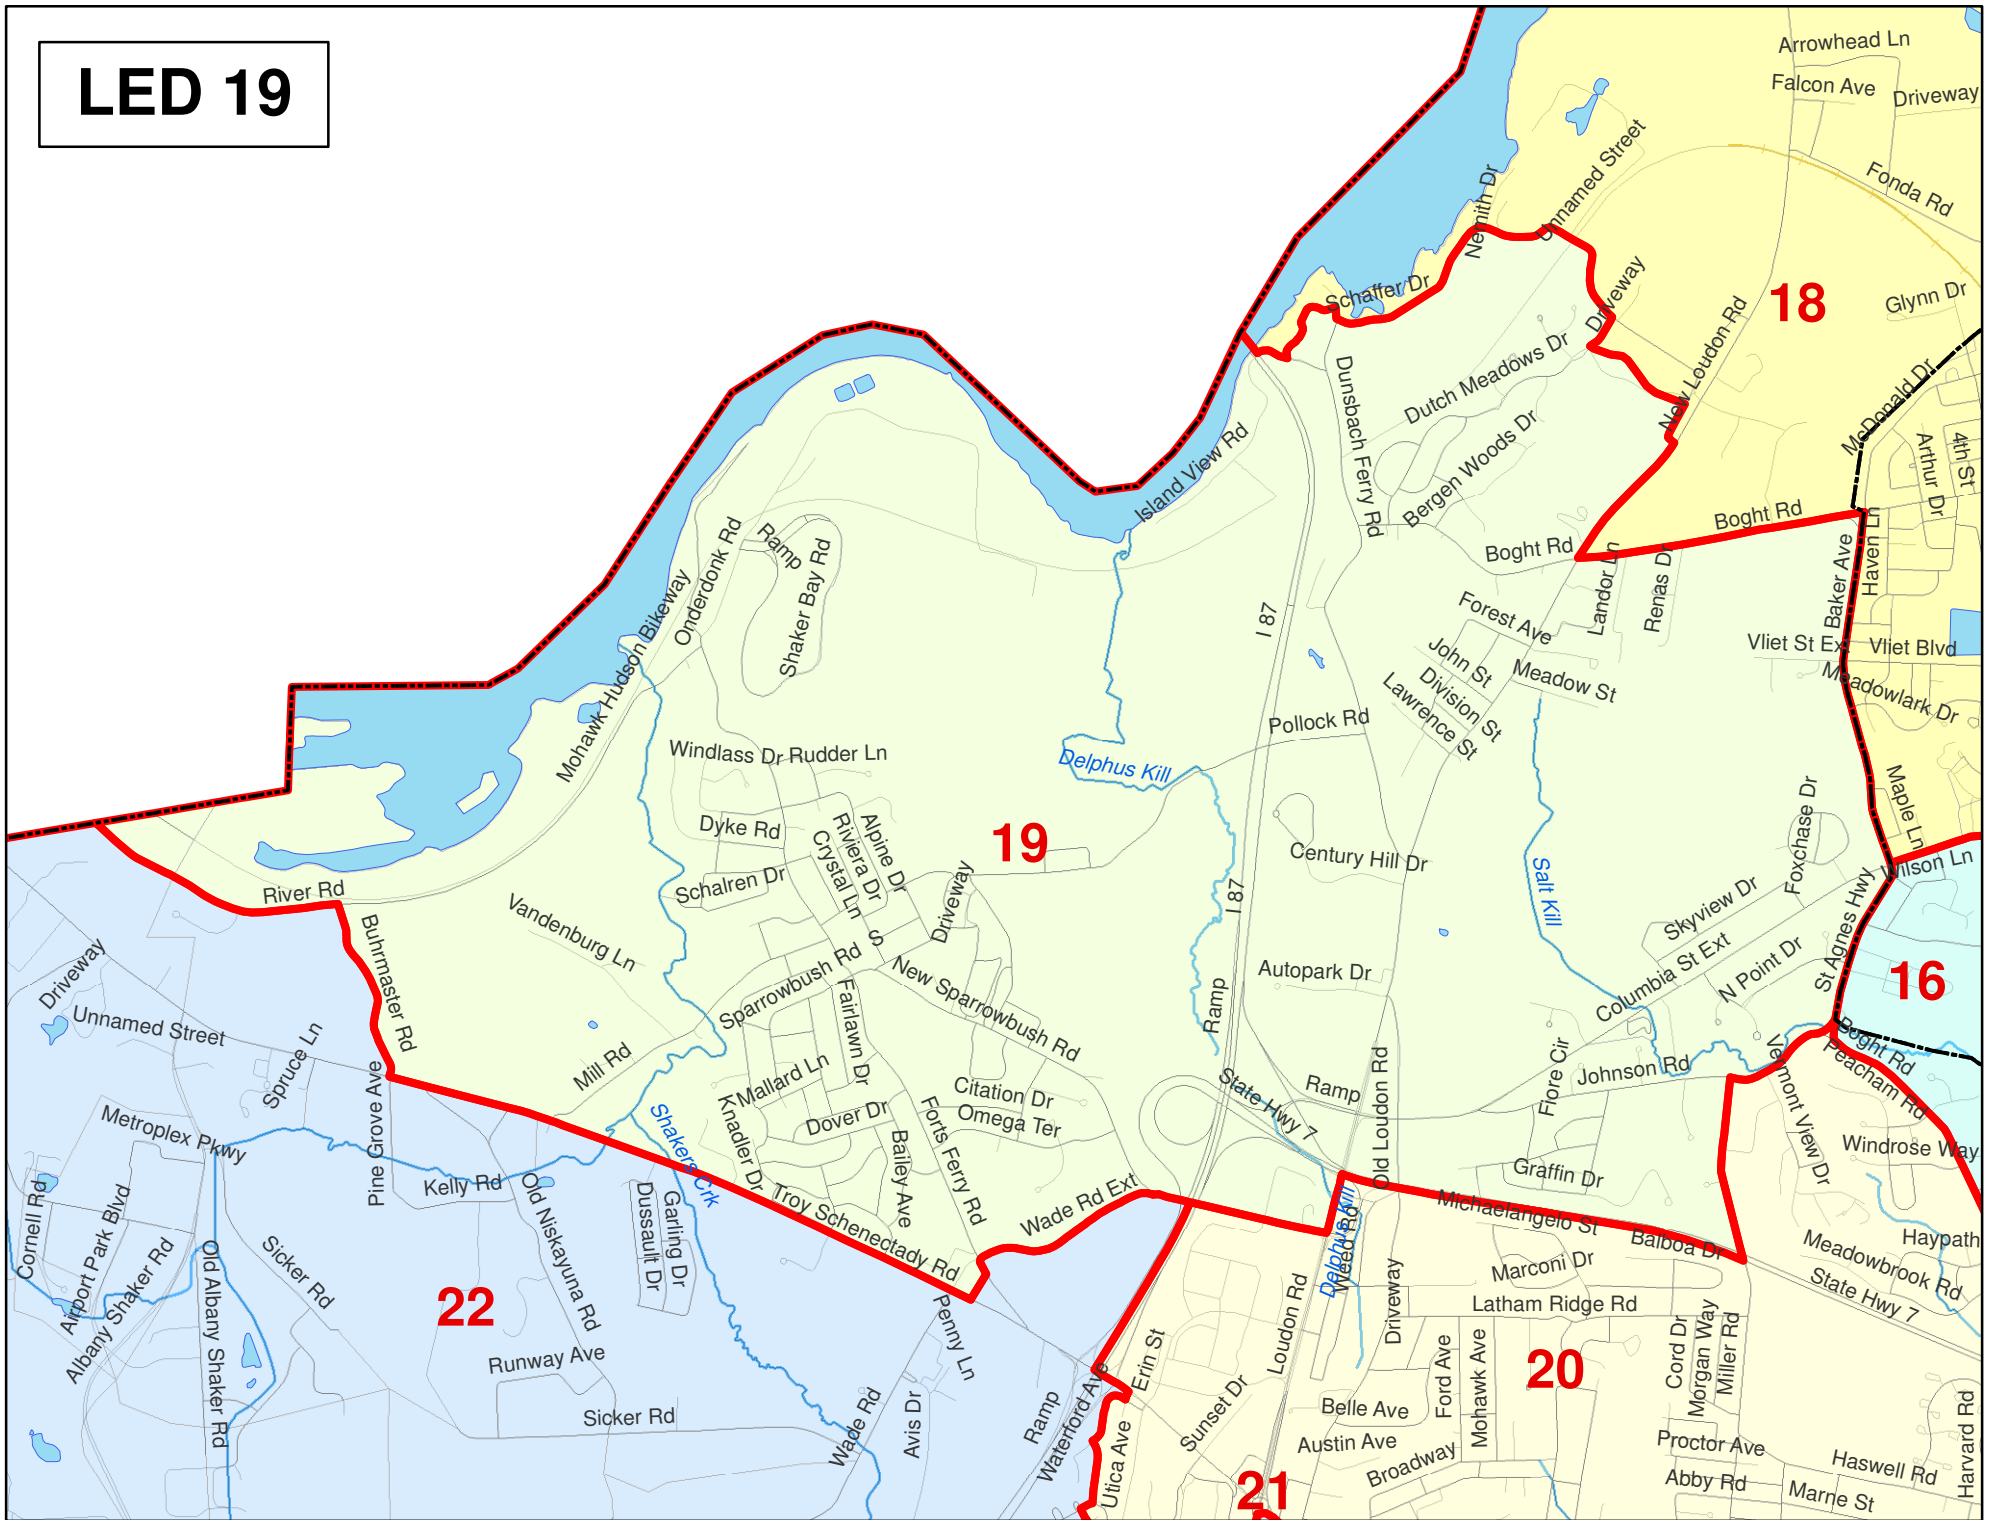 LED 19
Arrowhead Ln
Falcon Ave
Driveway
Fonda Rd
Unnamed Street
Nemith Dr
Schaffer Dr
Driveway
18
Glynn Dr
New Loudon Rd
McDonald Dr
Dutch Meadows Dr
Dunsbach Ferry Rd
Bergen Woods Dr
Island View Rd
Arthur Dr
4th St
Boght Rd
Boght Rd
Haven Ln
Baker Ave
Landor Ln
Renas Dr
Onderdonk Rd
Ramp
Shaker Bay Rd
Mohawk Hudson Bikeway
I 87
Forest Ave
John St
Division St
Lawrence St
Meadow St
Vliet St Ex
Vliet Blvd
Meadowlark Dr
Pollock Rd
Windlass Dr
Rudder Ln
Delphus Kill
Dyke Rd
Alpine Dr
Riviera Dr
Crystal Ln
19
Century Hill Dr
Foxchase Dr
Maple Ln
Wilson Ln
Schalren Dr
Driveway
River Rd
Buhrmaster Rd
Vandenburg Ln
I 87
Salt Kill
Skyview Dr
Columbia St Ext
N Point Dr
St Agnes Hwy
16
Driveway
Unnamed Street
Spruce Ln
Sparrowbush Rd
S
New Sparrowbush Rd
Fairlawn Dr
Autopark Dr
Ramp
Boght Rd
Peacham Rd
Mill Rd
Mallard Ln
Knadler Dr
Dover Dr
Bailey Ave
Forts Ferry Rd
Citation Dr
Omega Ter
State Hwy 7
Ramp
Old Loudon Rd
Fiore Cir
Johnson Rd
Vermont View Dr
Windrose Way
Metroplex Pkwy
Pine Grove Ave
Kelly Rd
Shakers Crk
Troy Schenectady Rd
Wade Rd Ext
Graffin Dr
Michaelangelo St
Balboa Dr
Delphus Kill
Weed Rd
Cornell Rd
Airport Park Blvd
Albany Shaker Rd
Old Albany Shaker Rd
Sicker Rd
22
Old Niskayuna Rd
Dussault Dr
Garling Dr
Marconi Dr
Meadowbrook Rd
Haypath
State Hwy 7
Latham Ridge Rd
Driveway
Loudon Rd
Runway Ave
Penny Ln
Erin St
Ford Ave
Mohawk Ave
20
Cord Dr
Morgan Way
Miller Rd
Sicker Rd
Wade Rd
Avis Dr
Ramp
Waterford Ave
Utica Ave
Sunset Dr
Belle Ave
Austin Ave
Broadway
Proctor Ave
Abby Rd
Marne St
Haswell Rd
Harvard Rd
21